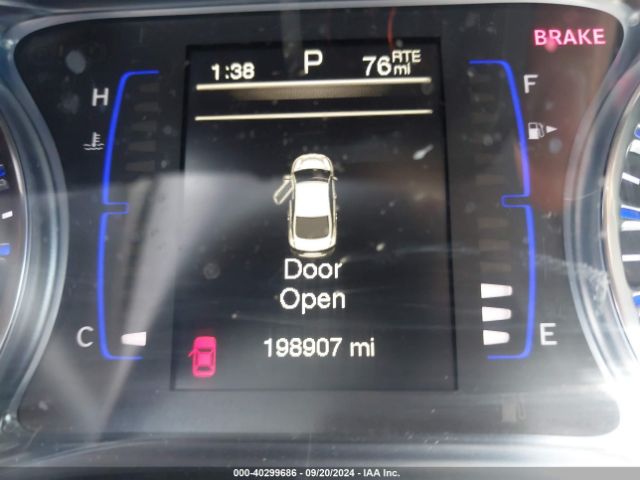 BRAKE
1:38 P 76 RTE mi
H F
Door
Open
C E
198907 mi
000-40299686 - 09/20/2024 - IAA Inc.